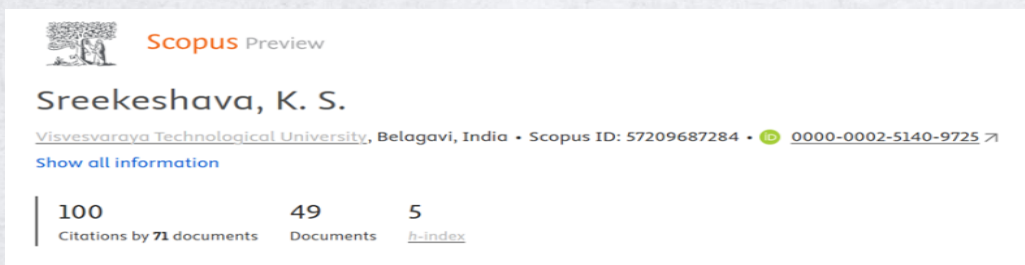 Scopus Preview
Sreekeshava, K. S.
Visvesvaraya Technological University, Belagavi, India • Scopus ID: 57209687284 • iD 0000-0002-5140-9725 ↗
Show all information
100 49 5
Citations by 71 documents Documents h-index